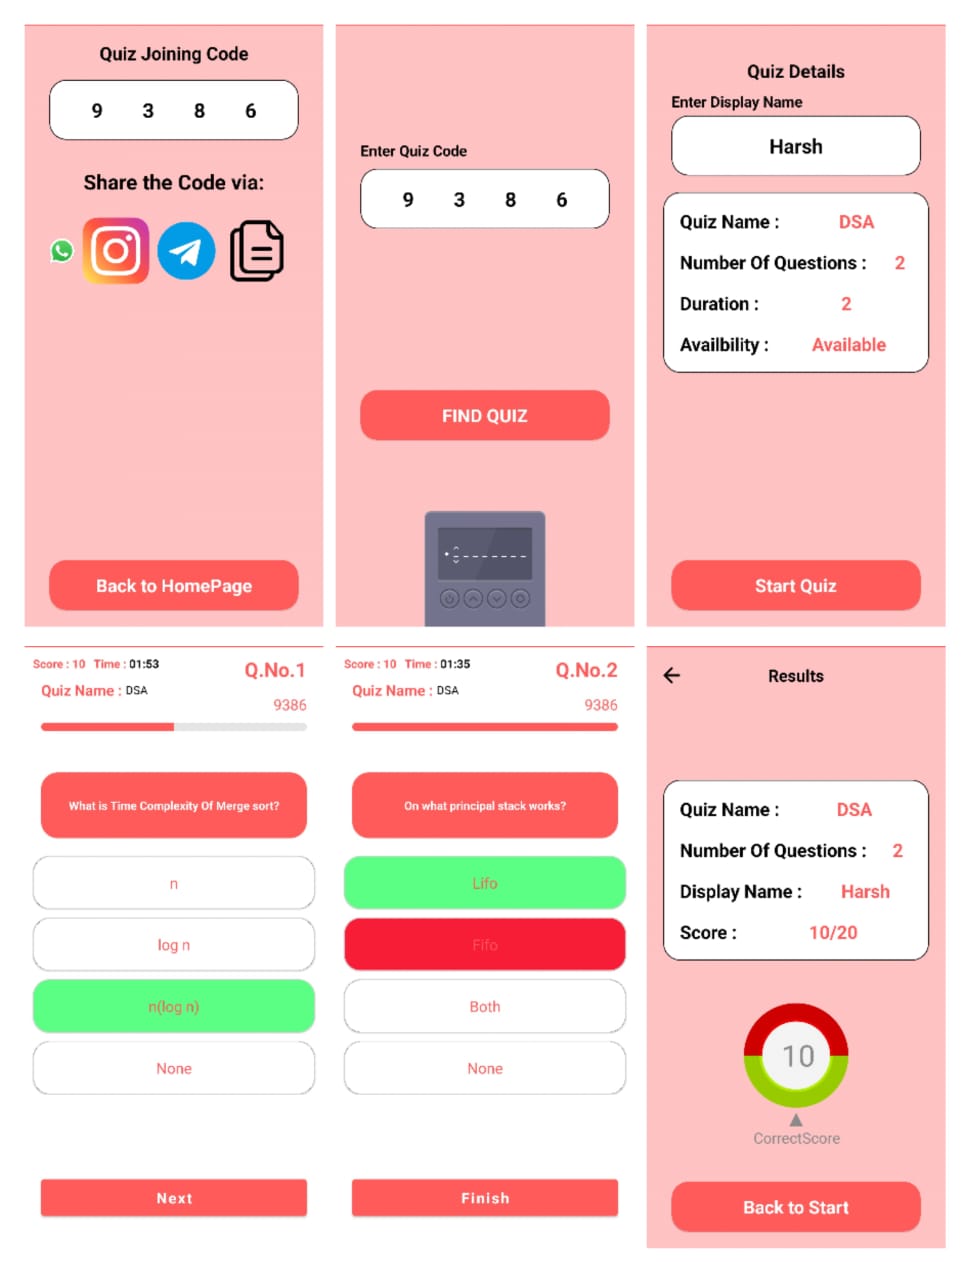 Quiz Joining Code
9 3 8 6
Share the Code via:
Back to HomePage
Enter Quiz Code
9 3 8 6
FIND QUIZ
Quiz Details
Enter Display Name
Harsh
Quiz Name : DSA
Number Of Questions : 2
Duration : 2
Availbility : Available
Start Quiz
Score : 10 Time : 01:53
Q.No.1
Quiz Name : DSA
9386
What is Time Complexity Of Merge sort?
n
log n
n(log n)
None
Next
Score : 10 Time : 01:35
Q.No.2
Quiz Name : DSA
9386
On what principal stack works?
Lifo
Fifo
Both
None
Finish
Results
Quiz Name : DSA
Number Of Questions : 2
Display Name : Harsh
Score : 10/20
10
CorrectScore
Back to Start